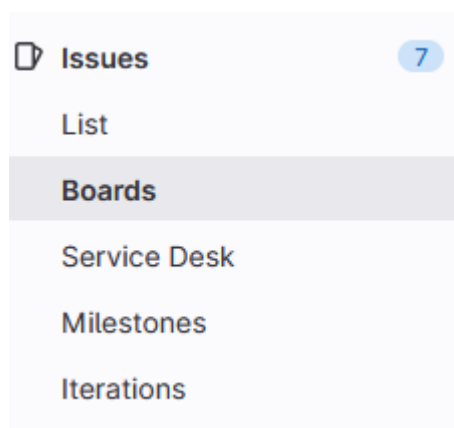 Issues 7
List
Boards
Service Desk
Milestones
Iterations